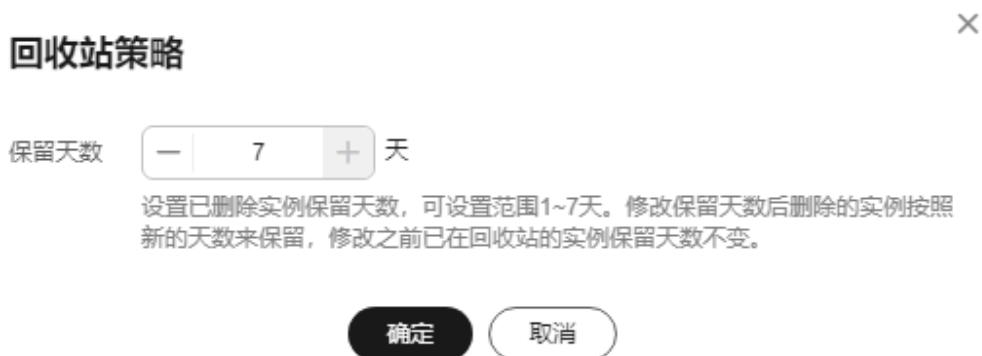 回收站策略
保留天数 — 7 + 天
设置已删除实例保留天数，可设置范围1~7天。修改保留天数后删除的实例按照
新的天数来保留，修改之前已在回收站的实例保留天数不变。
确定 取消